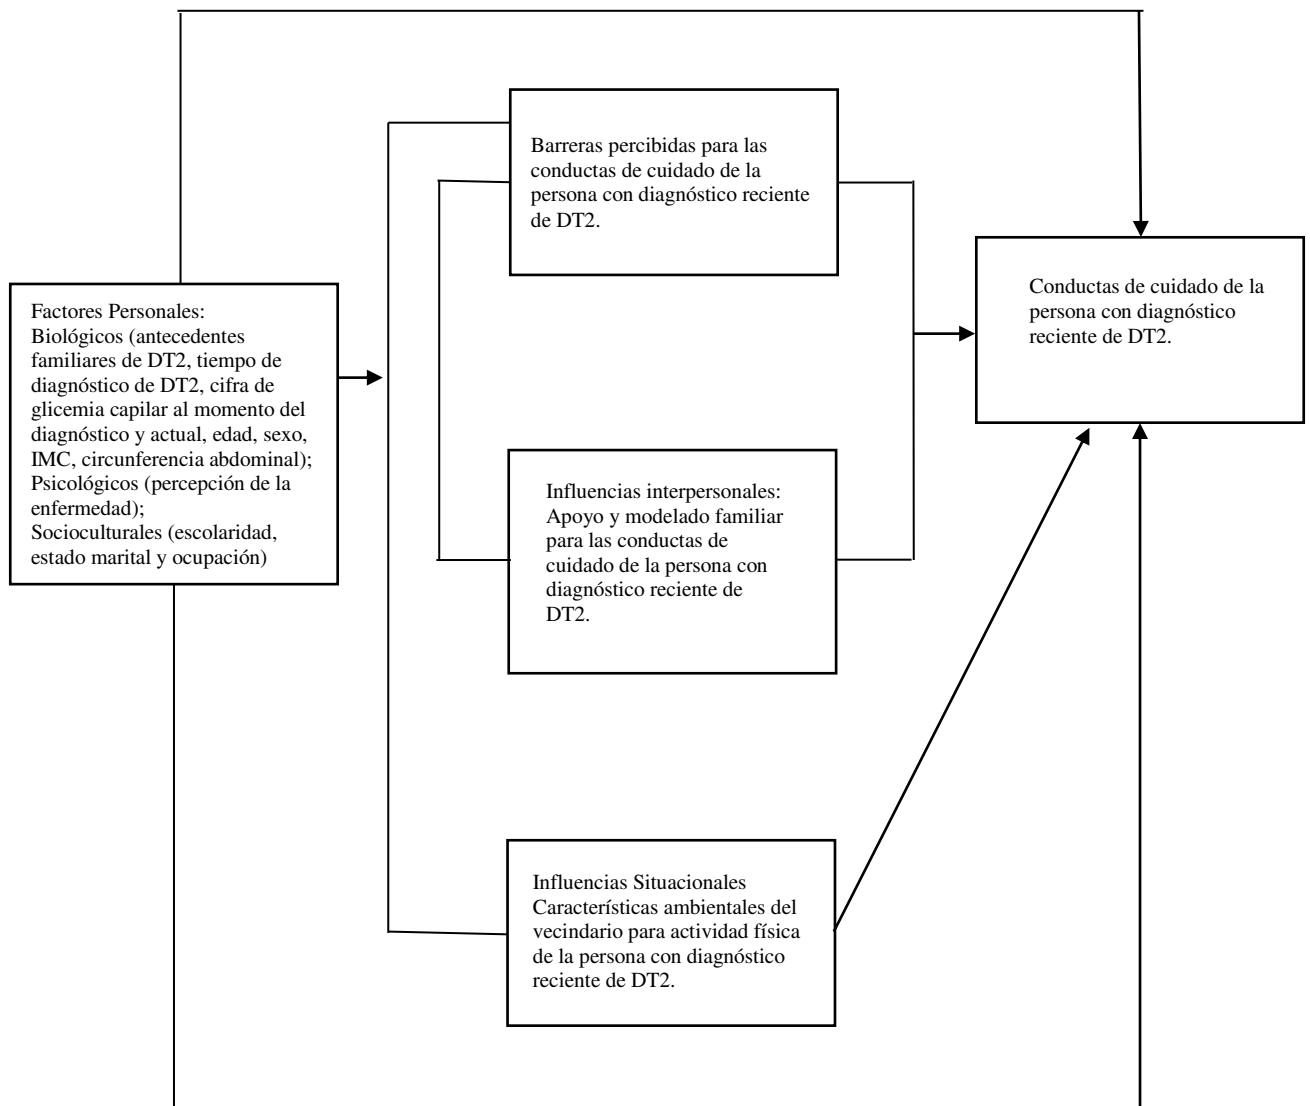 Barreras percibidas para las
conductas de cuidado de la
persona con diagnóstico reciente
de DT2.
Conductas de cuidado de la
persona con diagnóstico
reciente de DT2.
Factores Personales:
Biológicos (antecedentes
familiares de DT2, tiempo de
diagnóstico de DT2, cifra de
glicemia capilar al momento del
diagnóstico y actual, edad, sexo,
IMC, circunferencia abdominal);
Psicológicos (percepción de la
enfermedad);
Socioculturales (escolaridad,
estado marital y ocupación)
Influencias interpersonales:
Apoyo y modelado familiar
para las conductas de
cuidado de la persona con
diagnóstico reciente de
DT2.
Influencias Situacionales
Características ambientales del
vecindario para actividad física
de la persona con diagnóstico
reciente de DT2.